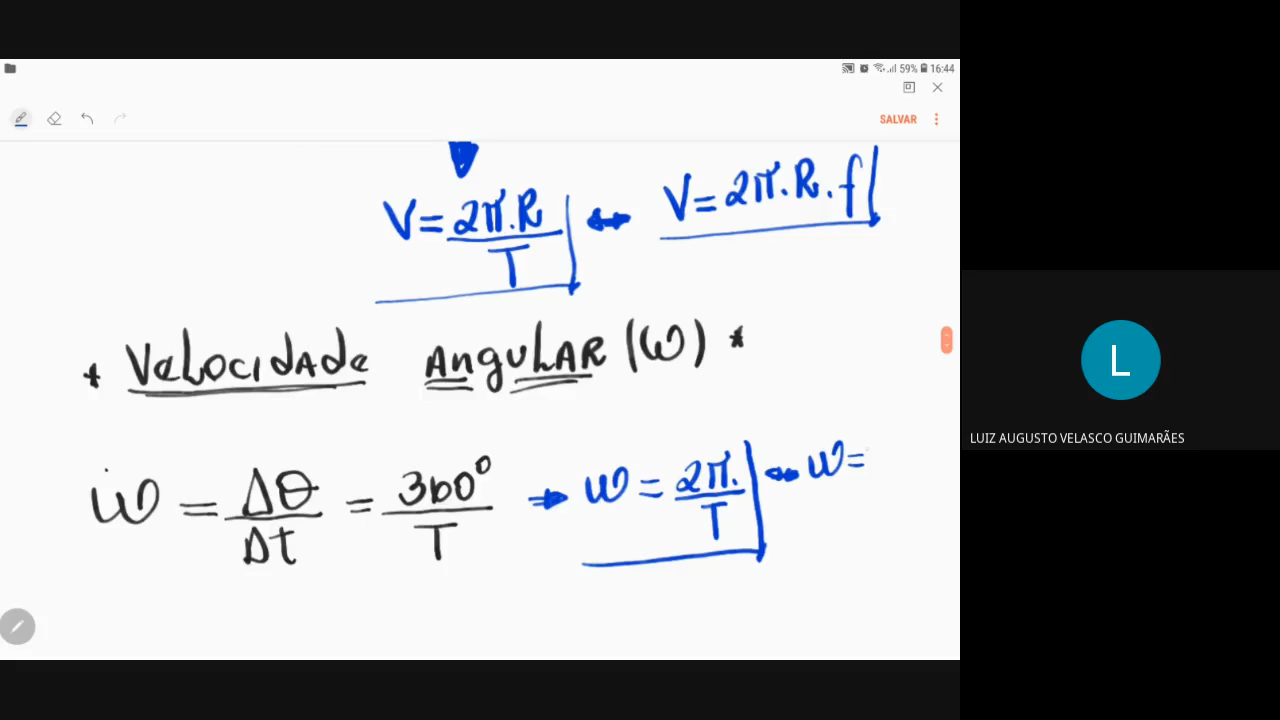 59% 16:44
SALVAR
V = 2π.R / T ↔ V = 2π.R.f
* Velocidade Angular (ω) *
ω = Δθ / Δt = 360° / T → ω = 2π. / T ↔ ω =
L
LUIZ AUGUSTO VELASCO GUIMARÃES